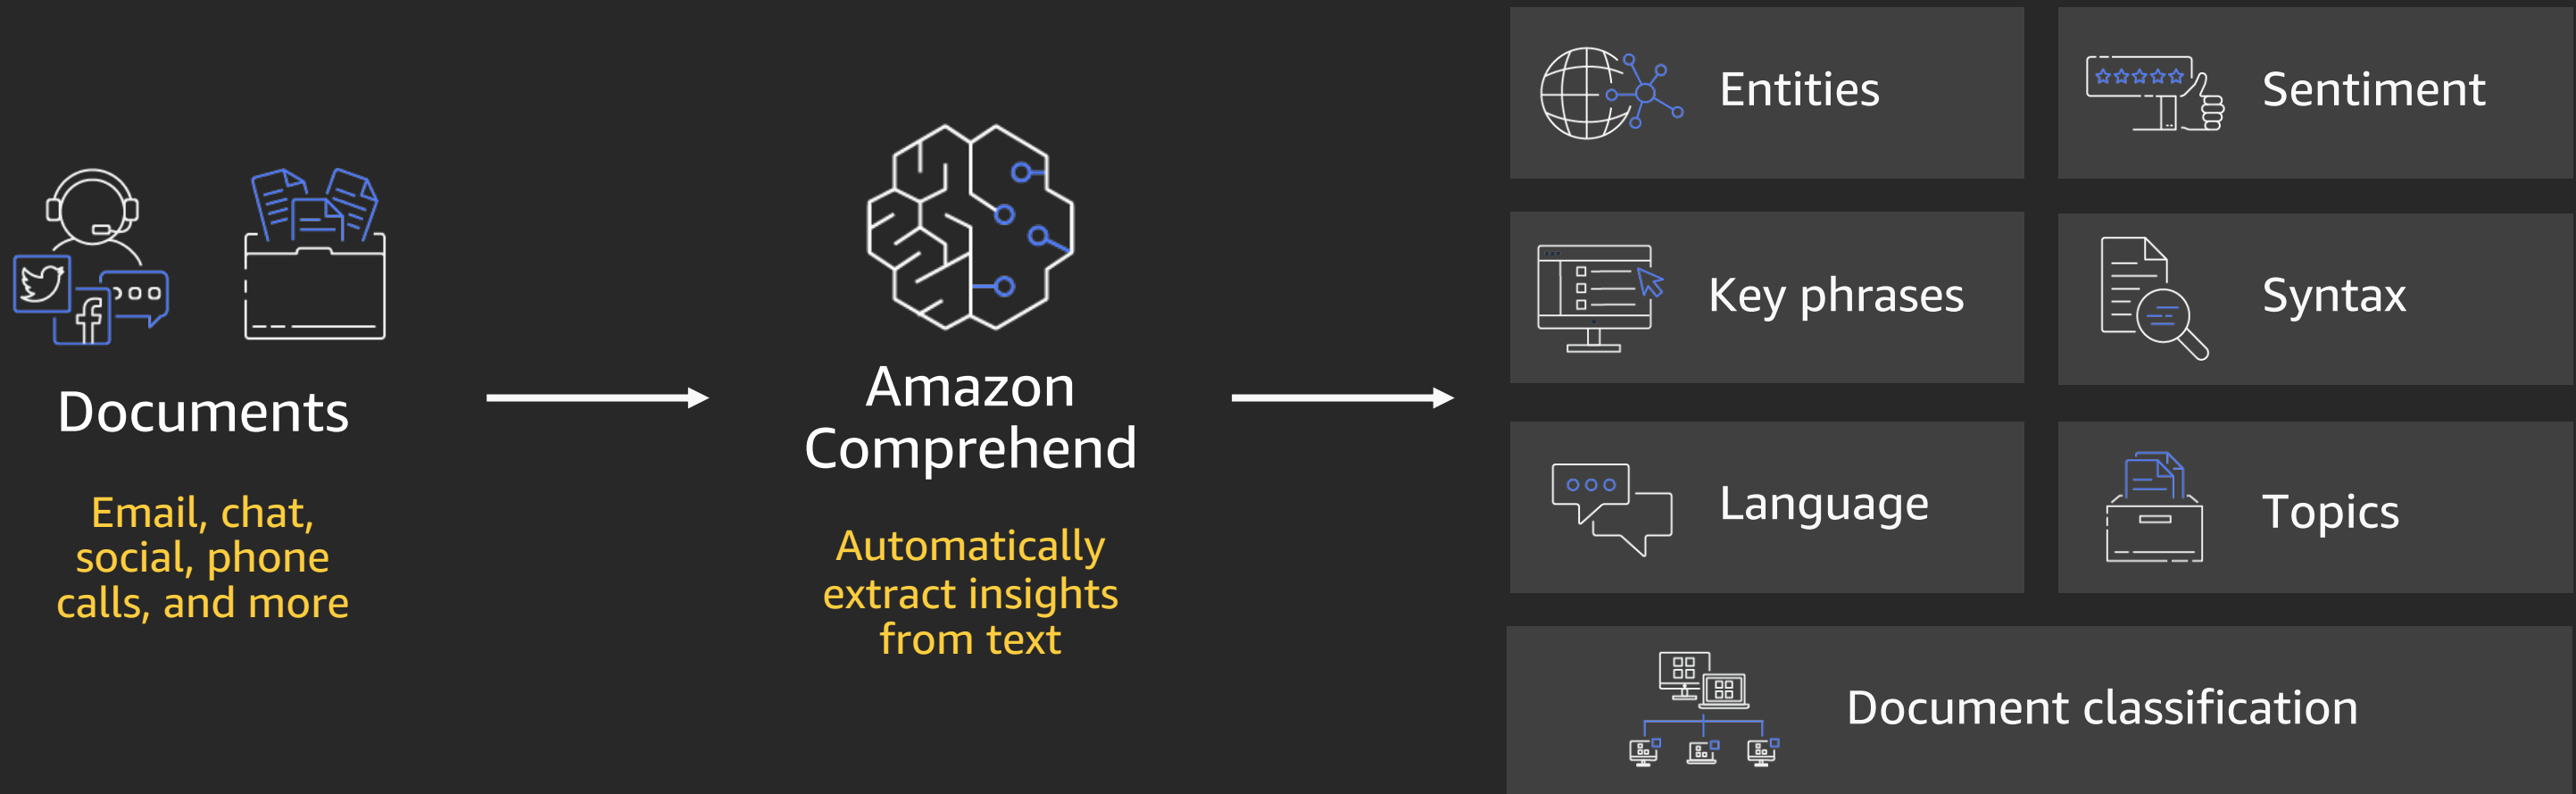 Documents
Email, chat,
social, phone
calls, and more
Amazon
Comprehend
Automatically
extract insights
from text
Entities
Sentiment
Key phrases
Syntax
Language
Topics
Document classification